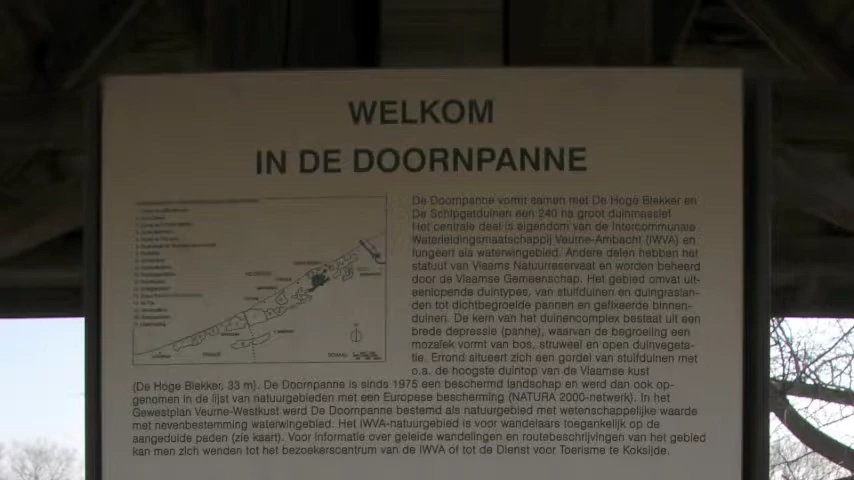 WELKOM
IN DE DOORNPANNE
De Doornpanne vormt samen met De Hoge Blekker en
De Schipgatduinen een 240 ha groot duinmassief
Het centrale deel is eigendom van de Intercommunale
Waterleidingsmaatschappij Veurne-Ambacht (IWVA) en
fungeert als waterwingebied. Andere delen hebben het
statuut van Vlaams Natuurreservaat en worden beheerd
door de Vlaamse Gemeenschap. Het gebied omvat uit-
eenlopende duintypes, van stuifduinen en duingraslan-
den tot dichtbegroeide pannen en gefixeerde binnen-
duinen. De kern van het duinencomplex bestaat uit een
brede depressie (panne), waarvan de begroeiing een
mozaïek vormt van bos, struweel en open duinvegeta-
tie. Errond situeert zich een gordel van stuifduinen met
o.a. de hoogste duintop van de Vlaamse kust
(De Hoge Blekker, 33 m). De Doornpanne is sinds 1975 een beschermd landschap en werd dan ook op-
genomen in de lijst van natuurgebieden met een Europese bescherming (NATURA 2000-netwerk). In het
Gewestplan Veurne-Westkust werd De Doornpanne bestemd als natuurgebied met wetenschappelijke waarde
met nevenbestemming waterwingebied. Het IWVA-natuurgebied is voor wandelaars toegankelijk op de
aangeduide paden (zie kaart). Voor informatie over geleide wandelingen en routebeschrijvingen van het gebied
kan men zich wenden tot het bezoekerscentrum van de IWVA of tot de Dienst voor Toerisme te Koksijde.